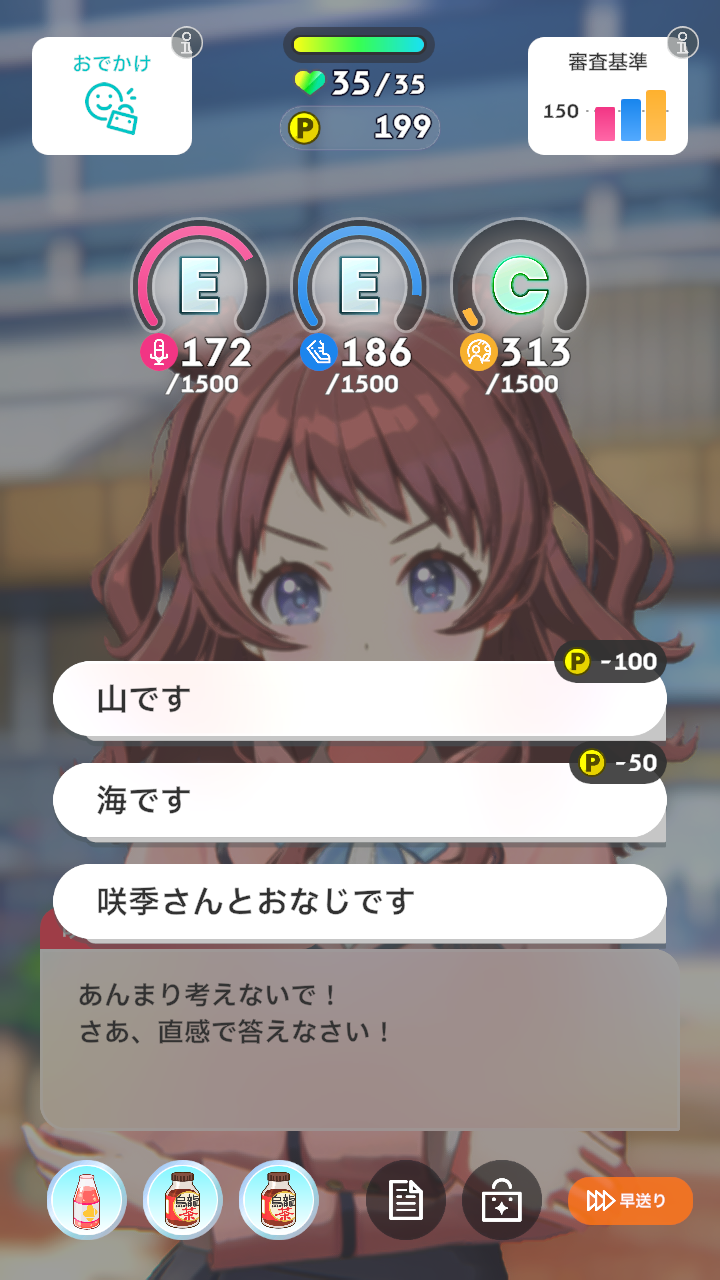 おでかけ
35/35
P 199
審査基準
150
E
E
C
172
/1500
186
/1500
313
/1500
P -100
山です
P -50
海です
咲季さんとおなじです
あんまり考えないで！
さあ、直感で答えなさい！
烏龍茶
烏龍茶
早送り